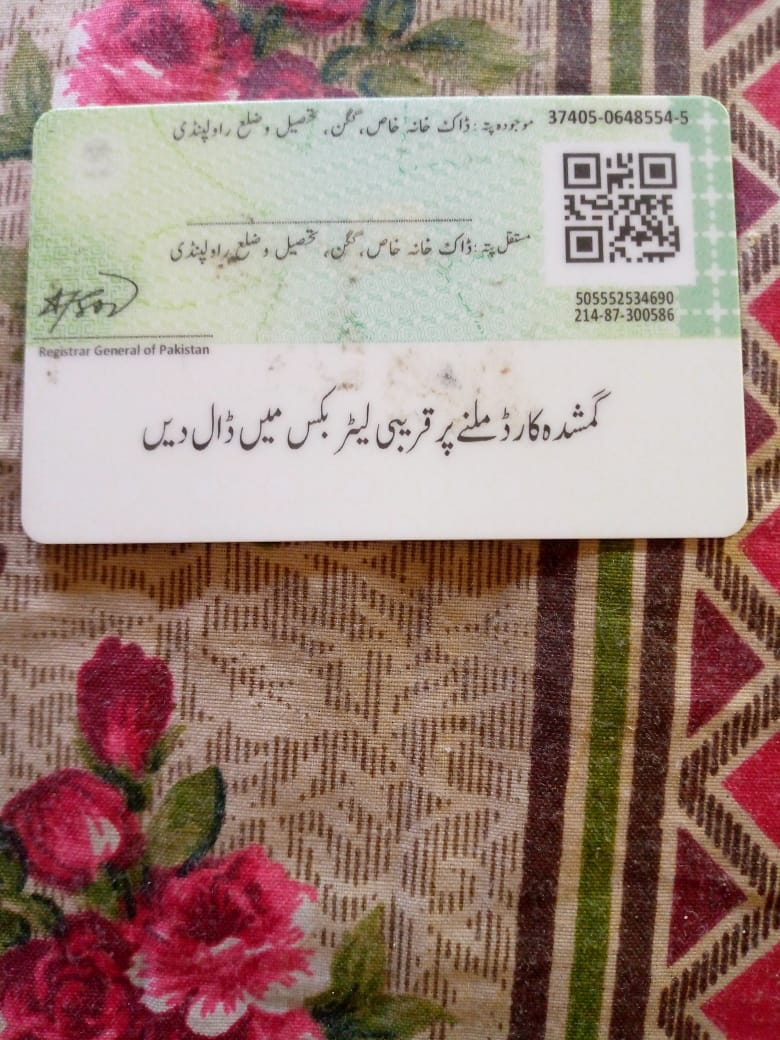 37405-0648554-5
موجودہ پتہ: ڈاک خانہ خاص، گگن، تحصیل و ضلع راولپنڈی
مستقل پتہ: ڈاک خانہ خاص، گگن، تحصیل و ضلع راولپنڈی
505552534690
214-87-300586
Registrar General of Pakistan
گمشدہ کارڈ ملنے پر قریبی لیٹر بکس میں ڈال دیں